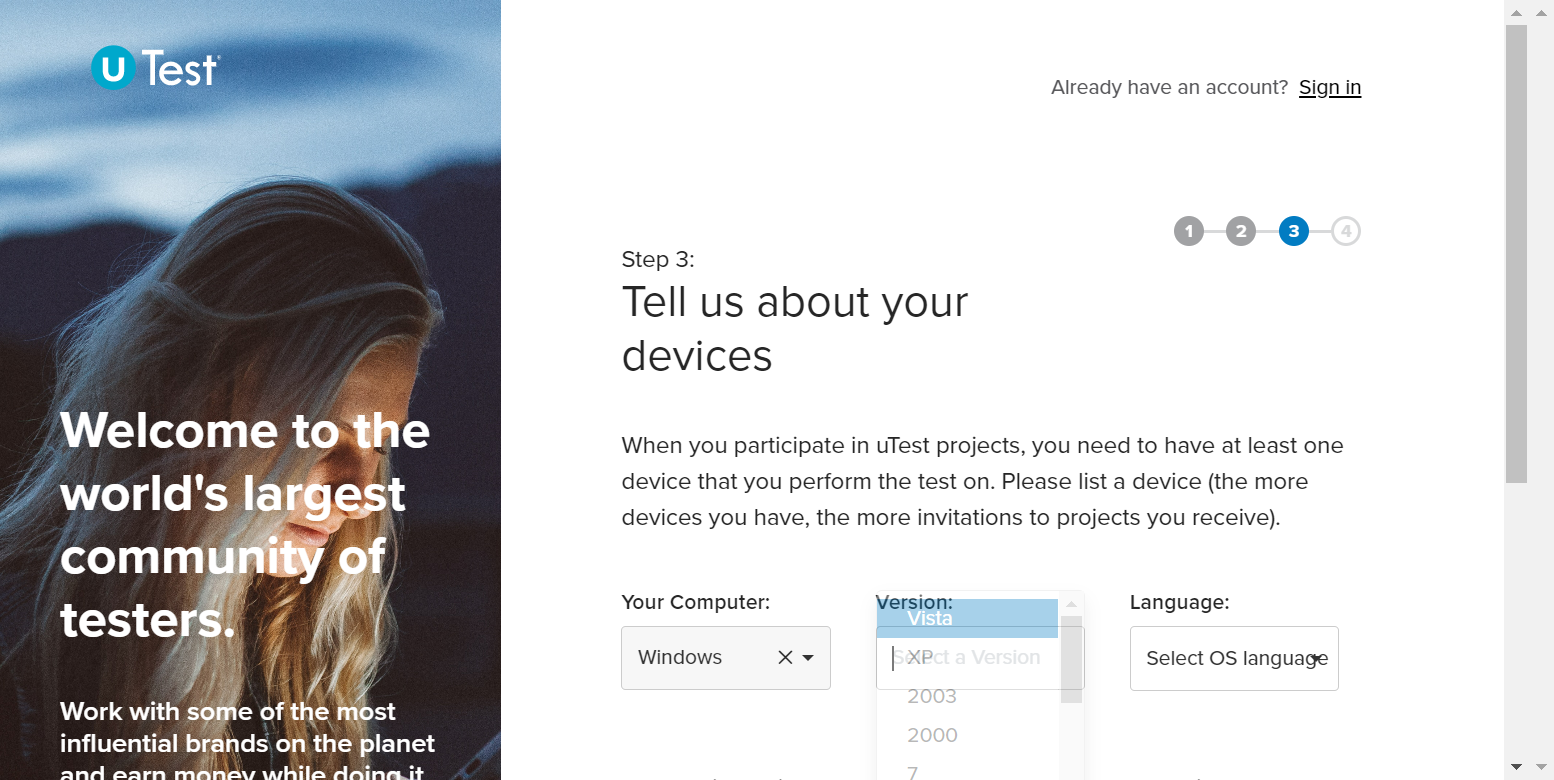 u Test®
Already have an account? Sign in
1 2 3 4
Step 3:
Tell us about your
devices
Welcome to the
world's largest
community of
testers.
When you participate in uTest projects, you need to have at least one
device that you perform the test on. Please list a device (the more
devices you have, the more invitations to projects you receive).
Your Computer:
Windows
Version:
Select a Version
Vista
XP
2003
2000
7
Language:
Select OS language
Work with some of the most
influential brands on the planet
and earn money while doing it